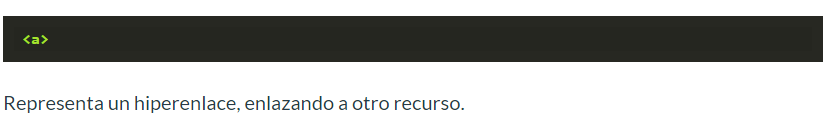 <a>
Representa un hiperenlace, enlazando a otro recurso.